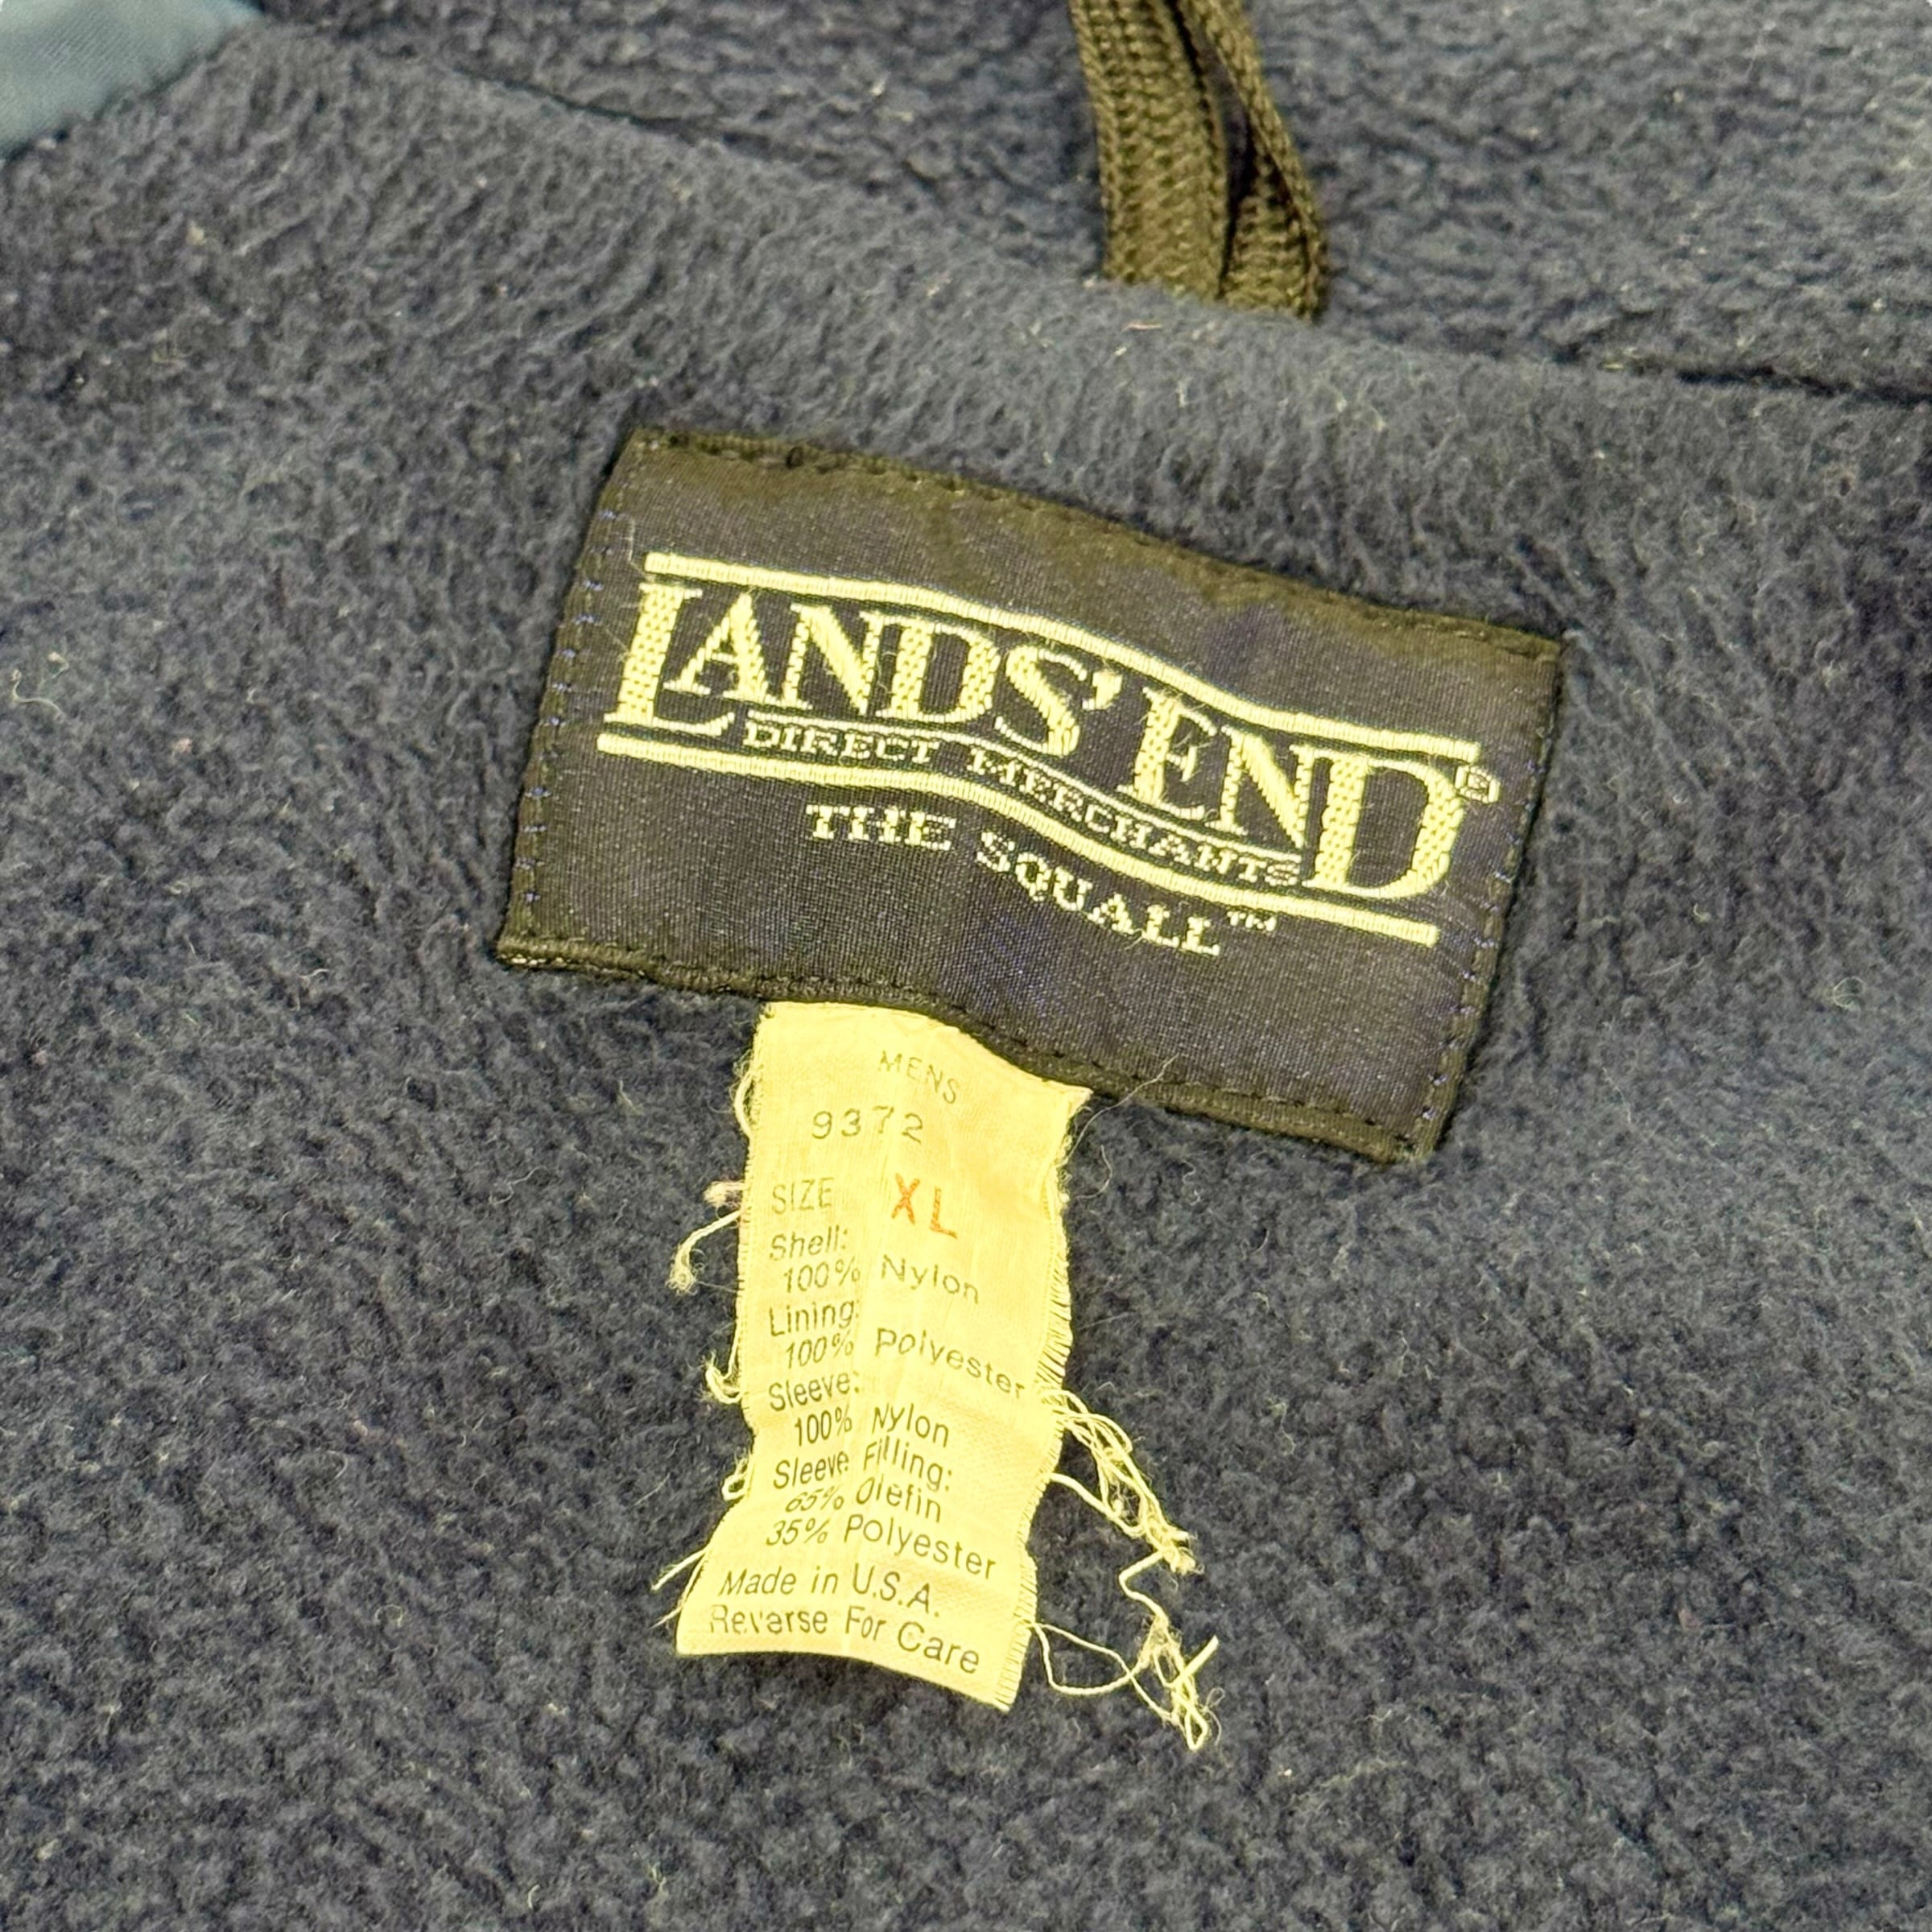 LANDS' END®
DIRECT MERCHANTS
THE SQUALL™
MENS
9372
SIZE XL
Shell:
100% Nylon
Lining:
100% Polyester
Sleeve:
100% Nylon
Sleeve Filling:
65% Olefin
35% Polyester
Made in U.S.A.
Reverse For Care